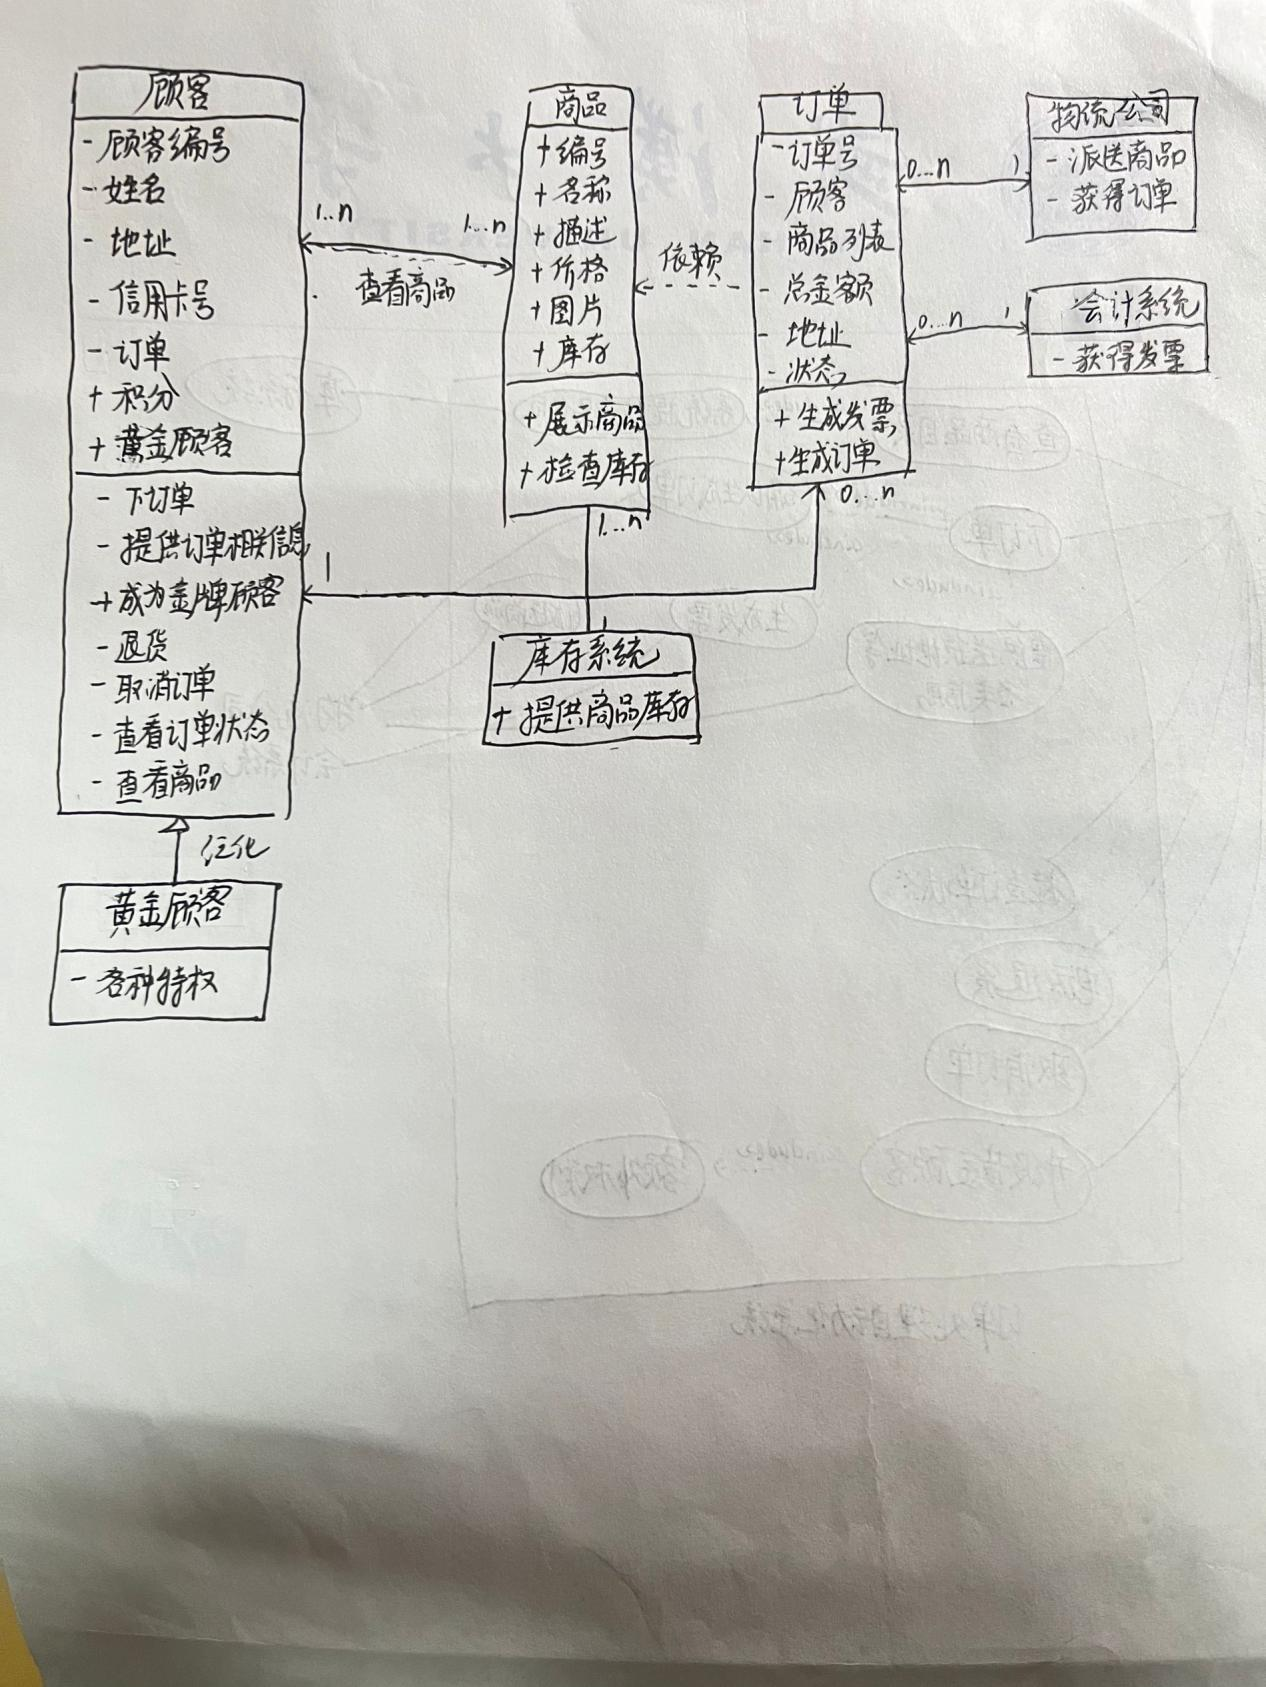 顾客
- 顾客编号
- 姓名
- 地址
- 信用卡号
- 订单
+ 积分
+ 黄金顾客
- 下订单
- 提供订单相关信息
+ 成为金牌顾客
- 退货
- 取消订单
- 查看订单状态
- 查看商品
泛化
黄金顾客
- 各种特权
1..n
1..n
查看商品
商品
+ 编号
+ 名称
+ 描述
+ 价格
+ 图片
+ 库存
+ 展示商品
+ 检查库存
1...n
1
1
库存系统
+ 提供商品库存
依赖
订单
- 订单号
- 顾客
- 商品列表
- 总金额
- 地址
- 状态
+ 生成发票
+ 生成订单
0...n
0...n
1
物流公司
- 派送商品
- 获得订单
0...n
1
会计系统
- 获得发票